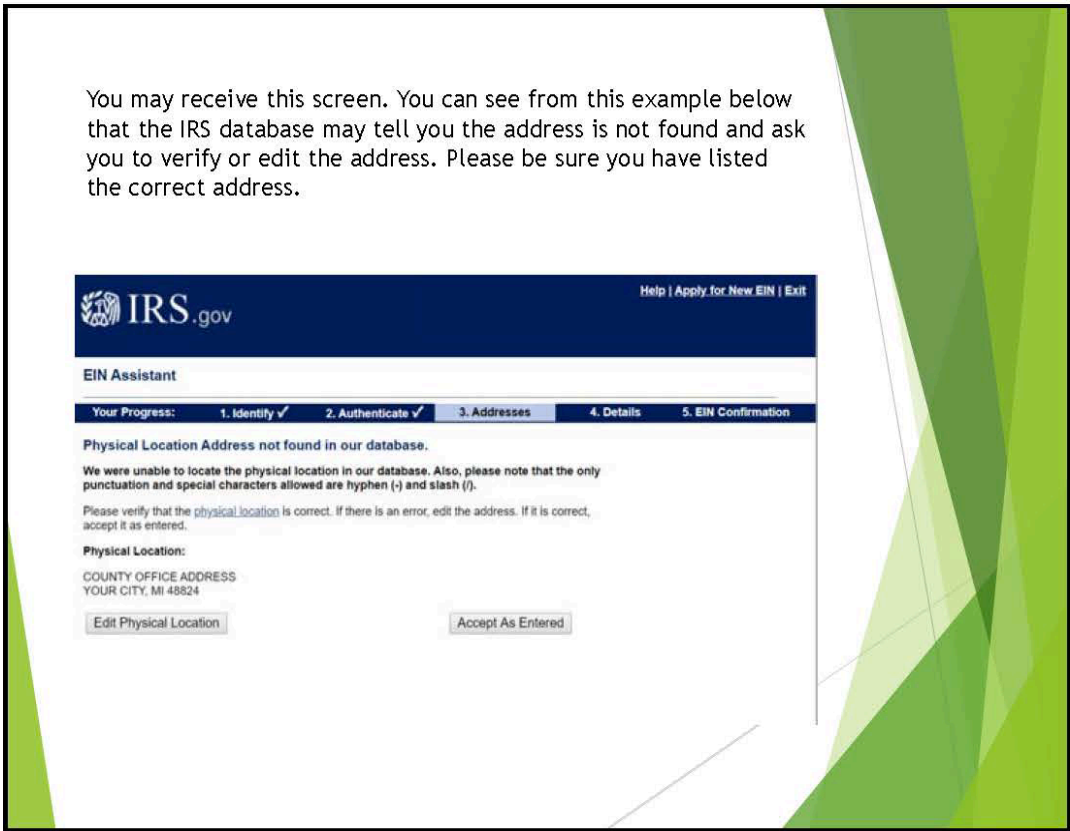 You may receive this screen. You can see from this example below
that the IRS database may tell you the address is not found and ask
you to verify or edit the address. Please be sure you have listed
the correct address.
IRS.gov
Help | Apply for New EIN | Exit
EIN Assistant
Your Progress: 1. Identify ✓ 2. Authenticate ✓ 3. Addresses 4. Details 5. EIN Confirmation
Physical Location Address not found in our database.
We were unable to locate the physical location in our database. Also, please note that the only
punctuation and special characters allowed are hyphen (-) and slash (/).
Please verify that the physical location is correct. If there is an error, edit the address. If it is correct,
accept it as entered.
Physical Location:
COUNTY OFFICE ADDRESS
YOUR CITY, MI 48824
Edit Physical Location Accept As Entered